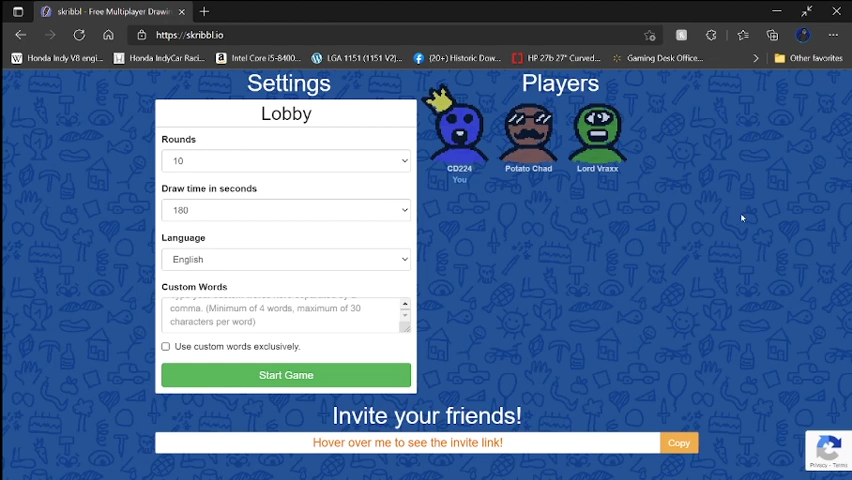 skribbl - Free Multiplayer Drawin
https://skribbl.io
Honda Indy V8 engi...
Honda IndyCar Raci...
Intel Core i5-8400...
LGA 1151 (1151 V2)...
(20+) Historic Dow...
HP 27b 27" Curved...
Gaming Desk Office...
Other favorites
Settings
Players
Lobby
Rounds
10
Draw time in seconds
180
Language
English
Custom Words
comma. (Minimum of 4 words, maximum of 30
characters per word)
Use custom words exclusively.
Start Game
CD224
You
Potato Chad
Lord Vraxx
Invite your friends!
Hover over me to see the invite link!
Copy
Privacy - Terms